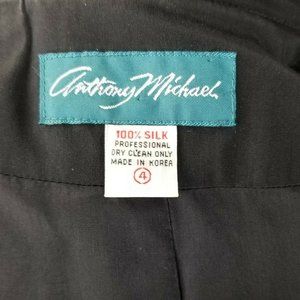 Anthony Michael
100% SILK
PROFESSIONAL
DRY CLEAN ONLY
MADE IN KOREA
4